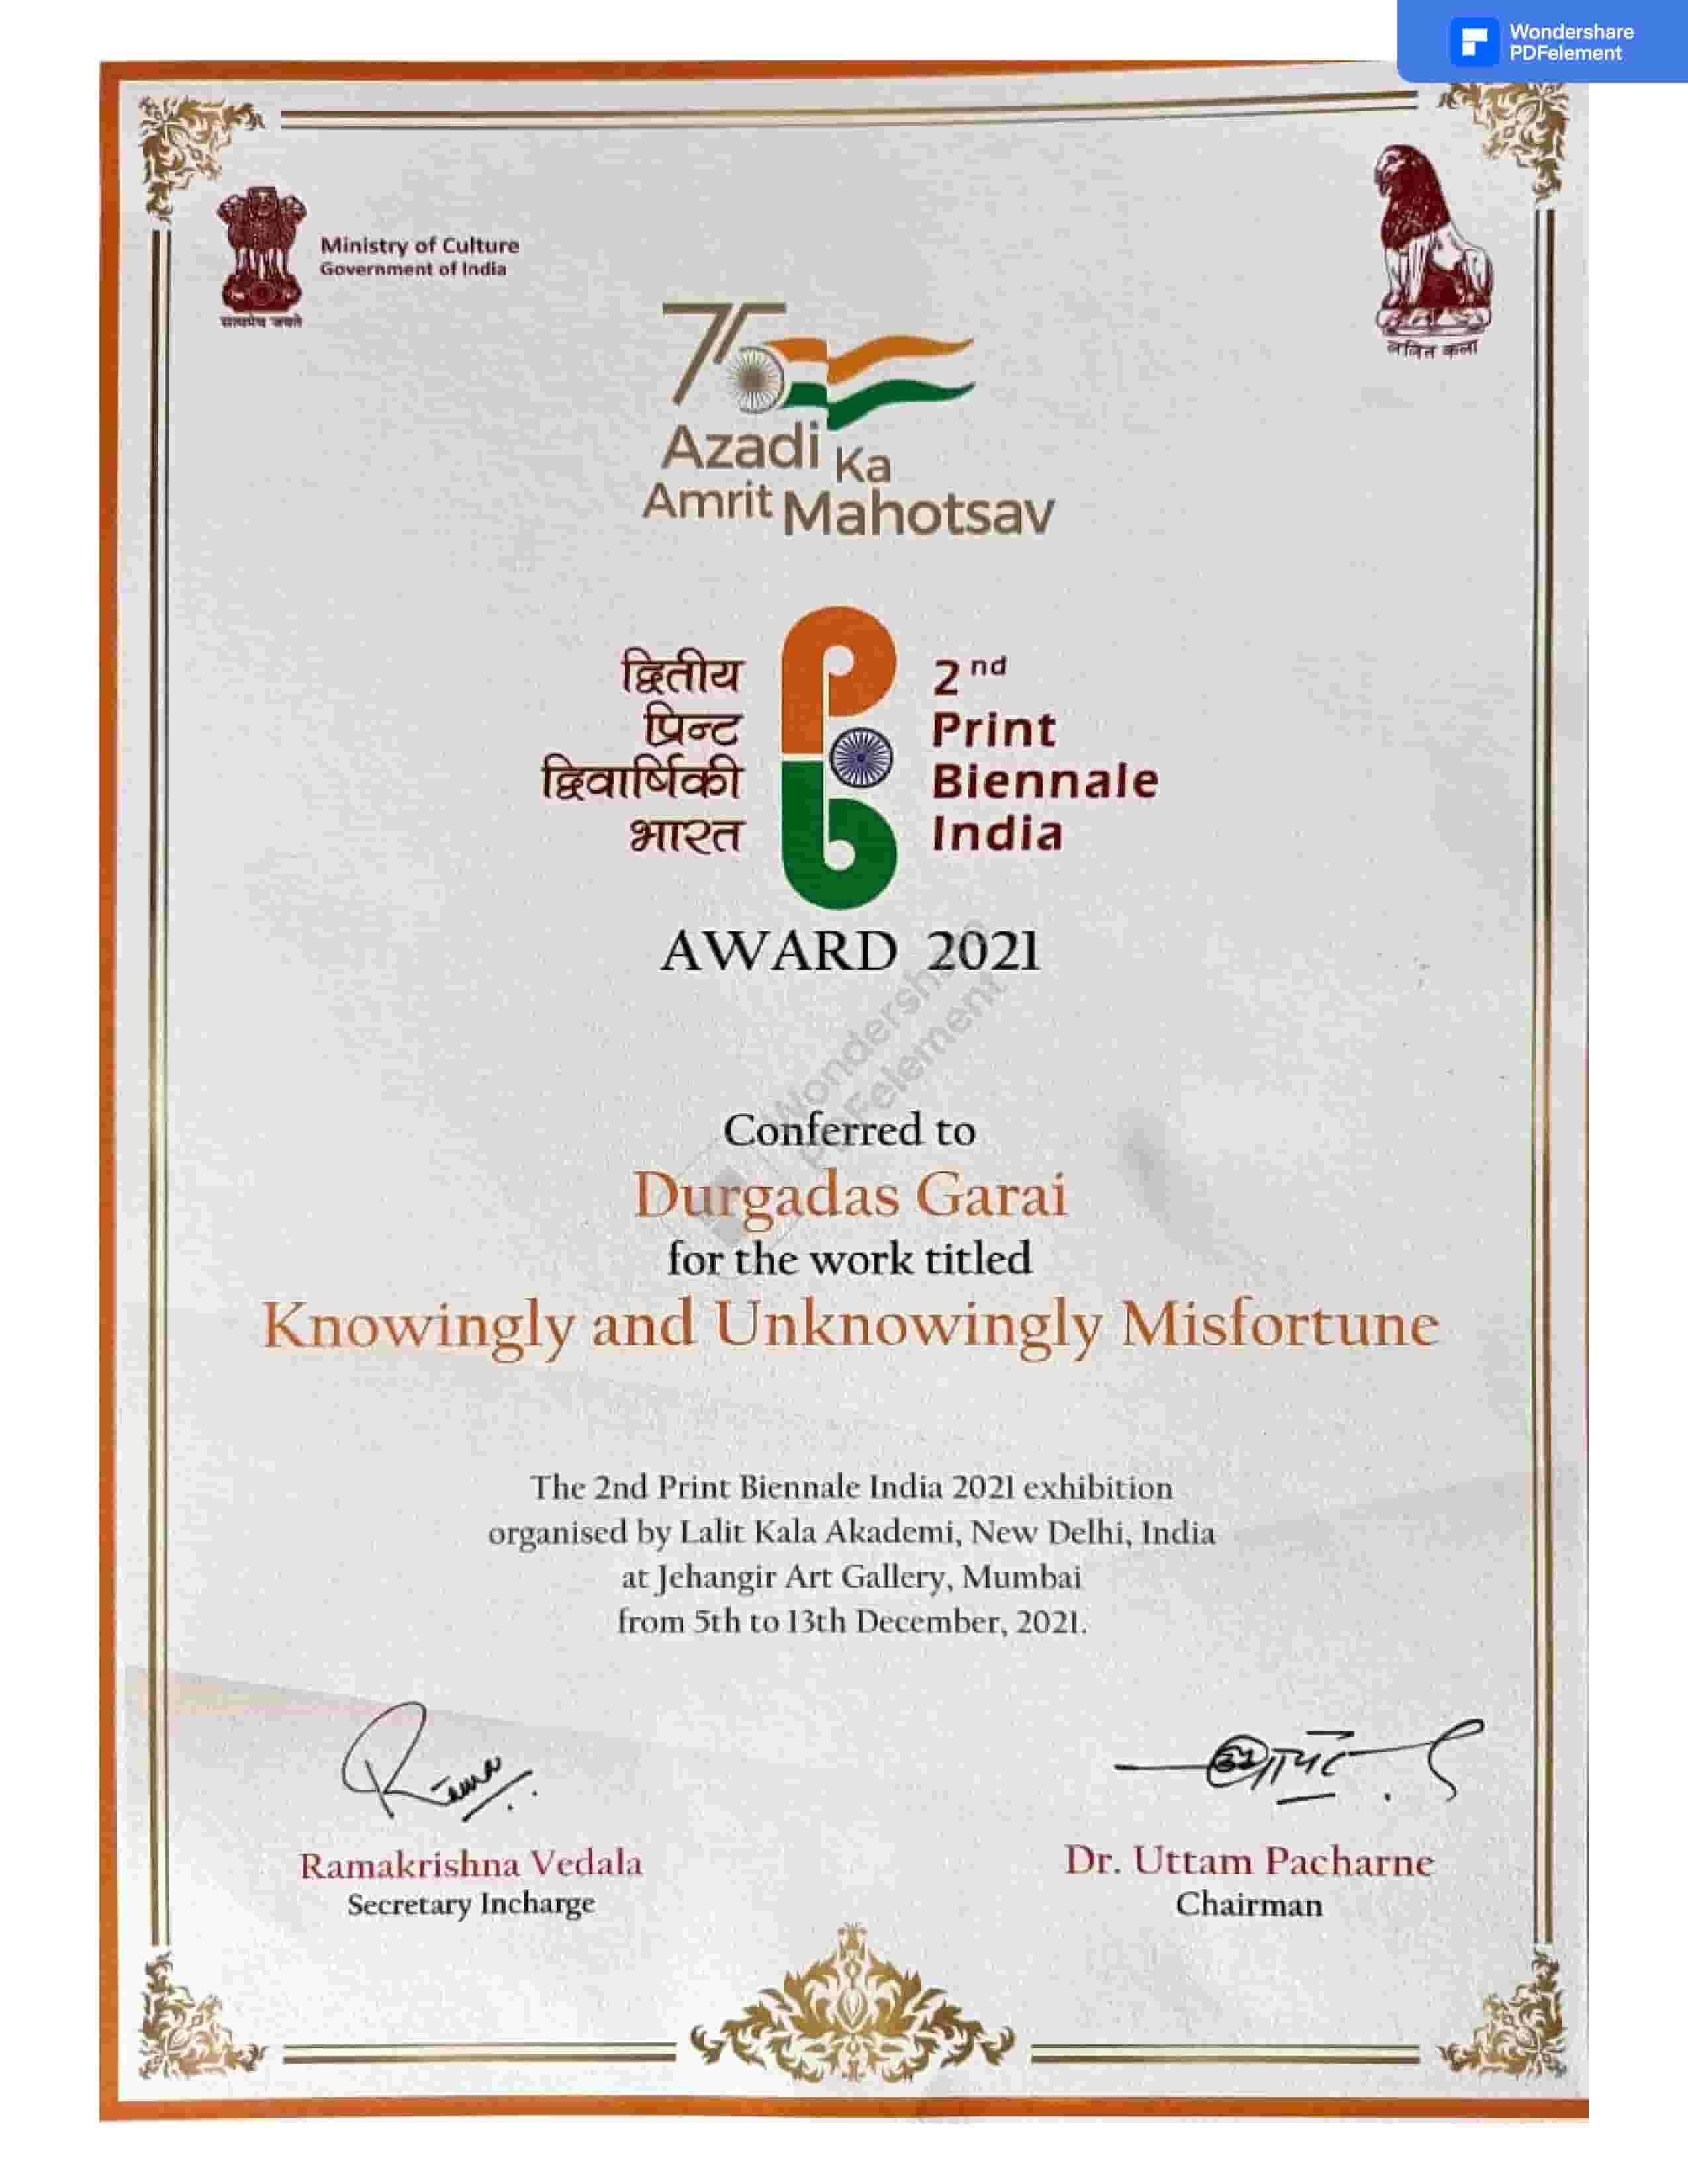 Wondershare
PDFelement
Ministry of Culture
Government of India
सत्यमेव जयते
ललित कला
75
Azadi Ka
Amrit Mahotsav
द्वितीय
प्रिन्ट
द्विवार्षिकी
भारत
2nd
Print
Biennale
India
AWARD 2021
Wondershare
PDFelement
Conferred to
Durgadas Garai
for the work titled
Knowingly and Unknowingly Misfortune
The 2nd Print Biennale India 2021 exhibition
organised by Lalit Kala Akademi, New Delhi, India
at Jehangir Art Gallery, Mumbai
from 5th to 13th December, 2021.
Rama
Ramakrishna Vedala
Secretary Incharge
Dr. Uttam Pacharne
Chairman